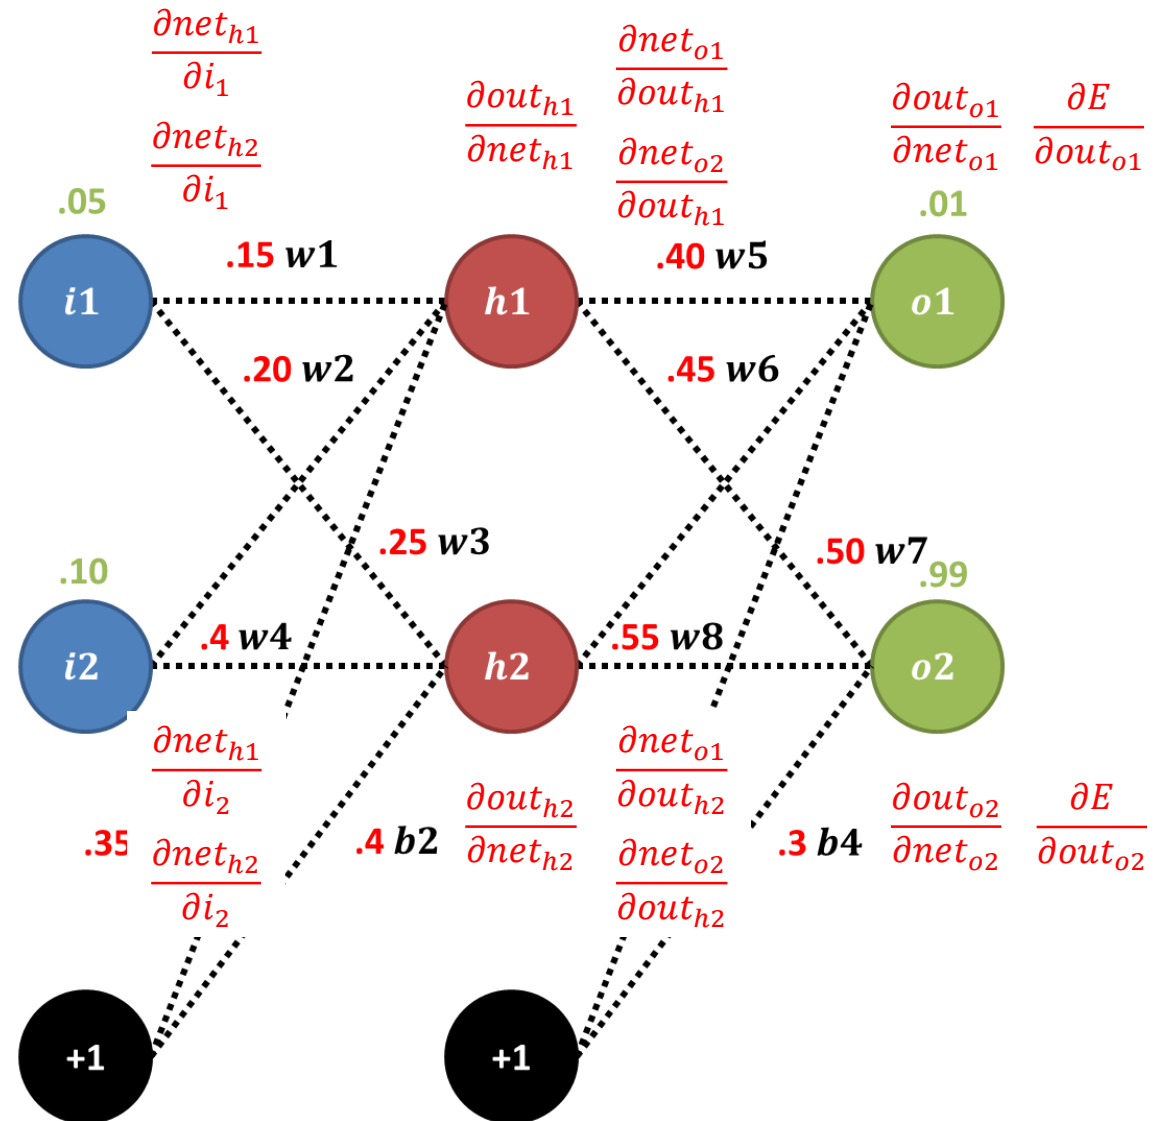 ∂net_h1/∂i_1
∂net_h2/∂i_1
∂out_h1/∂net_h1
∂net_o1/∂out_h1
∂net_o2/∂out_h1
∂out_o1/∂net_o1 ∂E/∂out_o1
.05
.01
i1
.15 w1
h1
.40 w5
o1
.20 w2
.45 w6
.25 w3
.50 w7
.10
.99
i2
.4 w4
h2
.55 w8
o2
∂net_h1/∂i_2
∂net_h2/∂i_2
.35
.4 b2
∂out_h2/∂net_h2
∂net_o1/∂out_h2
∂net_o2/∂out_h2
.3 b4
∂out_o2/∂net_o2 ∂E/∂out_o2
+1
+1